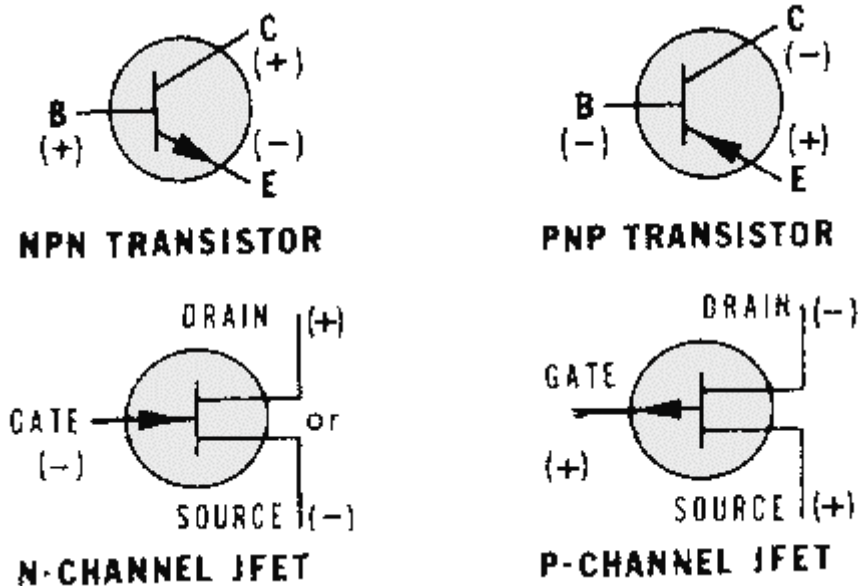 C
(+)
B
(+)
(-)
E
NPN TRANSISTOR
C
(-)
B
(-)
(+)
E
PNP TRANSISTOR
DRAIN (+)
GATE
(-)
or
SOURCE (-)
N-CHANNEL JFET
DRAIN (-)
GATE
(+)
SOURCE (+)
P-CHANNEL JFET